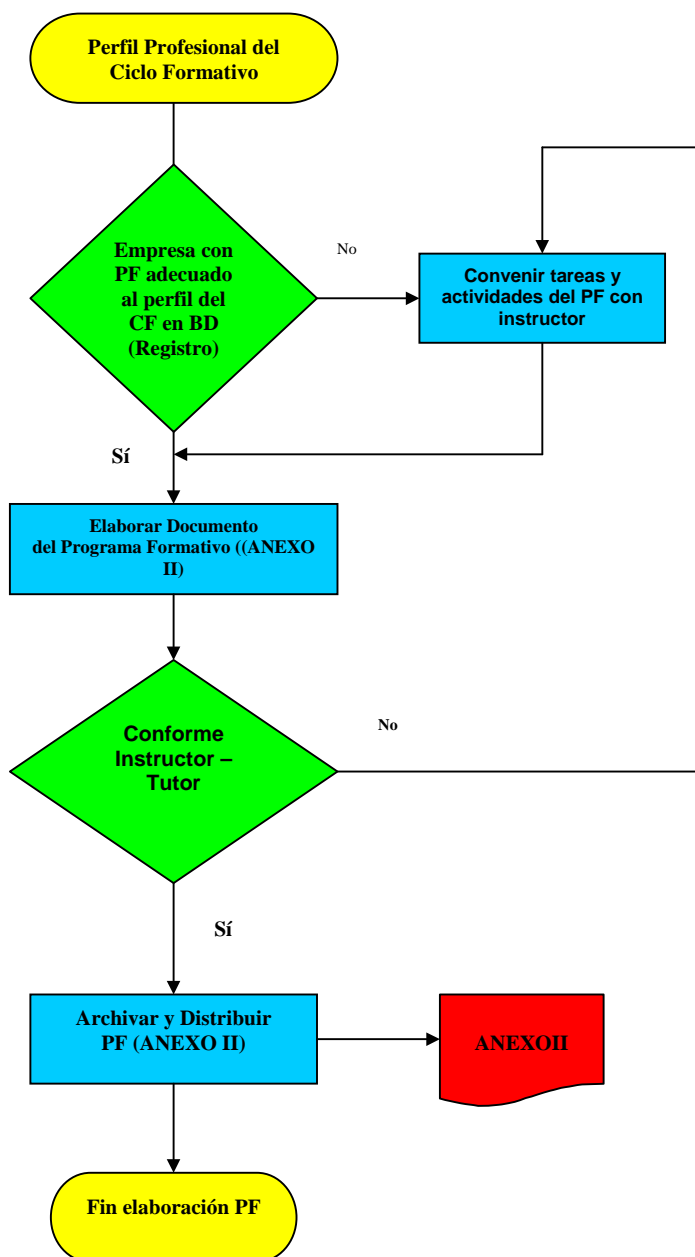 Perfil Profesional del
Ciclo Formativo
Empresa con
PF adecuado
al perfil del
CF en BD
(Registro)
No
Convenir tareas y
actividades del PF con
instructor
Sí
Elaborar Documento
del Programa Formativo ((ANEXO
II)
Conforme
Instructor –
Tutor
No
Sí
Archivar y Distribuir
PF (ANEXO II)
ANEXOII
Fin elaboración PF